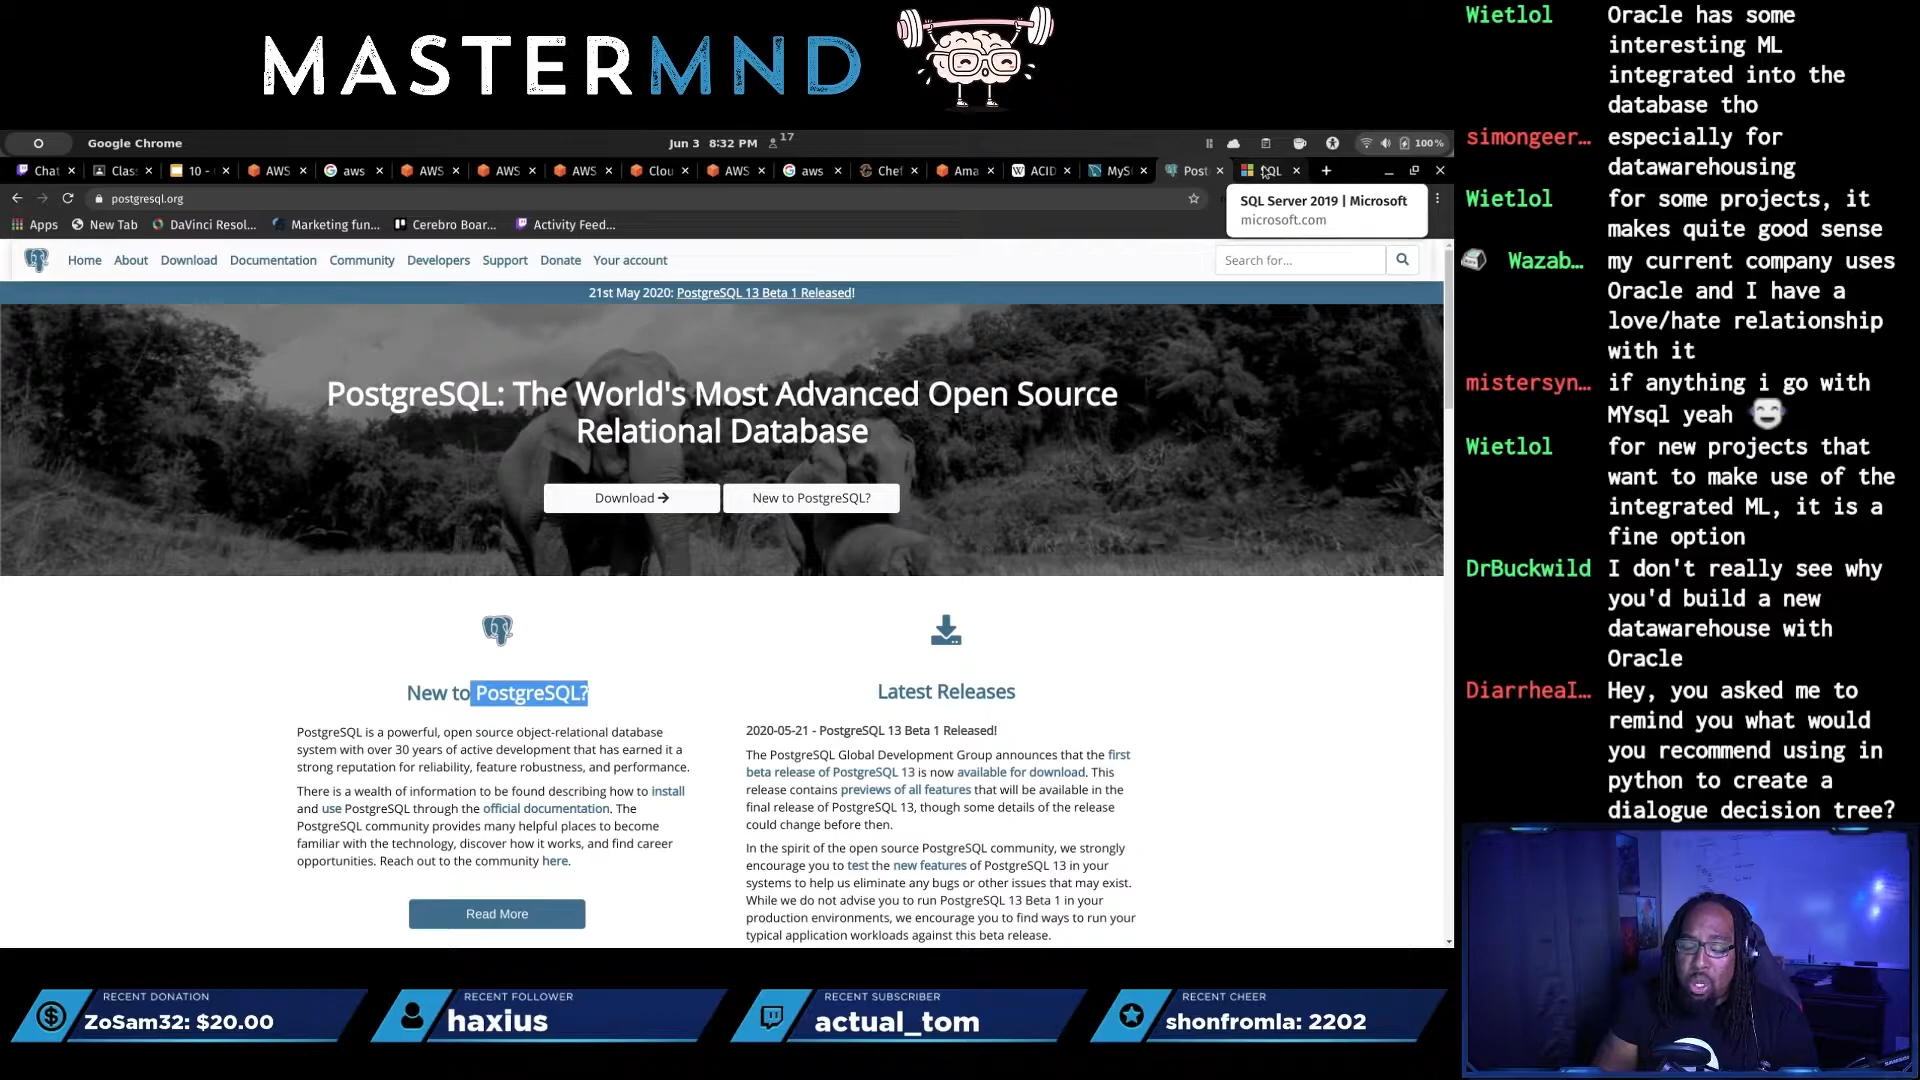 MASTERMND
Google Chrome
Jun 3 8:32 PM
17
100%
Chat
Clas
10 -
AWS
aws
AWS
AWS
AWS
Clou
AWS
aws
Chef
Ama
ACID
MyS
Post
SQL
postgresql.org
SQL Server 2019 | Microsoft
microsoft.com
Apps
New Tab
DaVinci Resol...
Marketing fun...
Cerebro Boar...
Activity Feed...
Home
About
Download
Documentation
Community
Developers
Support
Donate
Your account
Search for...
21st May 2020: PostgreSQL 13 Beta 1 Released!
PostgreSQL: The World's Most Advanced Open Source
Relational Database
Download
New to PostgreSQL?
New to PostgreSQL?
PostgreSQL is a powerful, open source object-relational database
system with over 30 years of active development that has earned it a
strong reputation for reliability, feature robustness, and performance.
There is a wealth of information to be found describing how to install
and use PostgreSQL through the official documentation. The
PostgreSQL community provides many helpful places to become
familiar with the technology, discover how it works, and find career
opportunities. Reach out to the community here.
Read More
Latest Releases
2020-05-21 - PostgreSQL 13 Beta 1 Released!
The PostgreSQL Global Development Group announces that the first
beta release of PostgreSQL 13 is now available for download. This
release contains previews of all features that will be available in the
final release of PostgreSQL 13, though some details of the release
could change before then.
In the spirit of the open source PostgreSQL community, we strongly
encourage you to test the new features of PostgreSQL 13 in your
systems to help us eliminate any bugs or other issues that may exist.
While we do not advise you to run PostgreSQL 13 Beta 1 in your
production environments, we encourage you to find ways to run your
typical application workloads against this beta release.
Wietlol Oracle has some
interesting ML
integrated into the
database tho
simongeer... especially for
datawarehousing
Wietlol for some projects, it
makes quite good sense
Wazab... my current company uses
Oracle and I have a
love/hate relationship
with it
mistersyn... if anything i go with
MYsql yeah
Wietlol for new projects that
want to make use of the
integrated ML, it is a
fine option
DrBuckwild I don't really see why
you'd build a new
datawarehouse with
Oracle
DiarrheaI... Hey, you asked me to
remind you what would
you recommend using in
python to create a
dialogue decision tree?
RECENT DONATION
ZoSam32: $20.00
RECENT FOLLOWER
haxius
RECENT SUBSCRIBER
actual_tom
RECENT CHEER
shonfromla: 2202